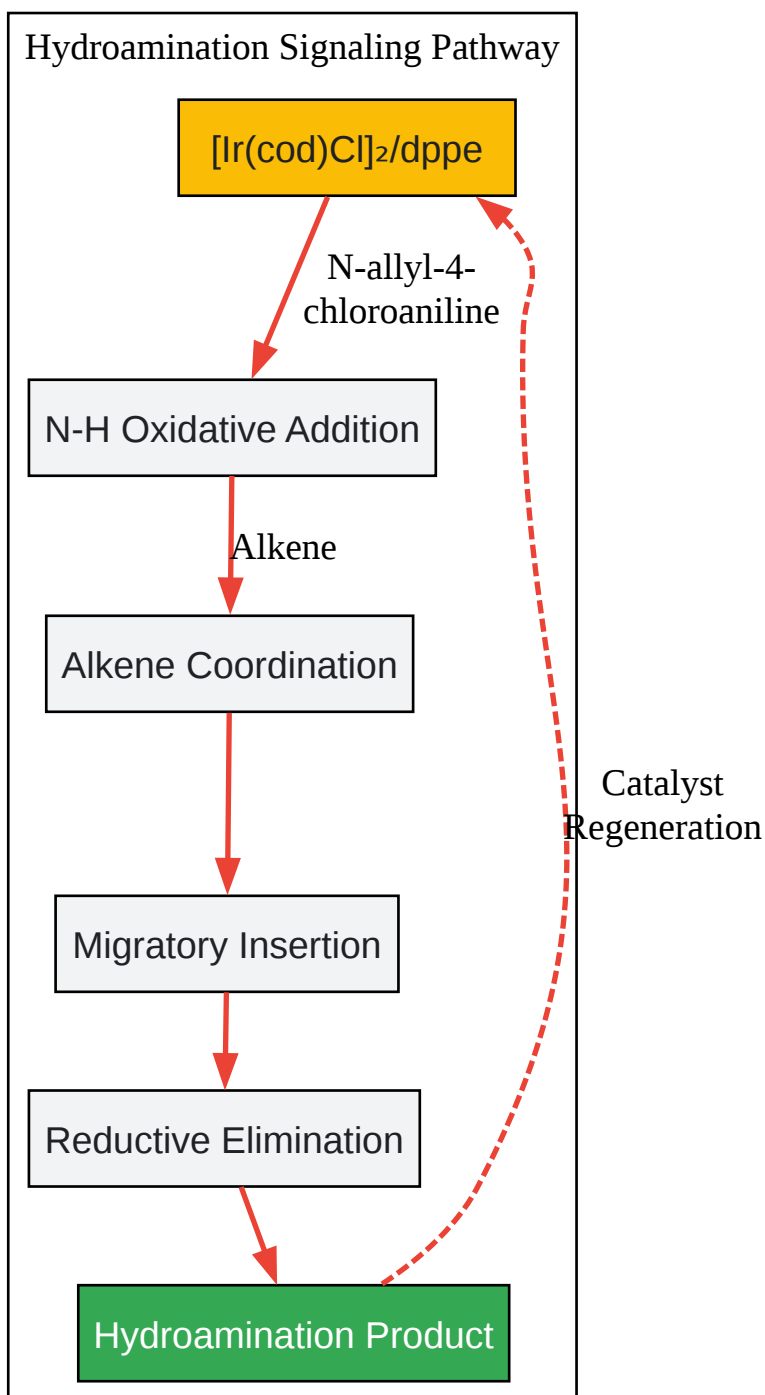 Hydroamination Signaling Pathway
[Ir(cod)Cl]₂/dppe
N-allyl-4-
chloroaniline
N-H Oxidative Addition
Alkene
Alkene Coordination
Catalyst
Regeneration
Migratory Insertion
Reductive Elimination
Hydroamination Product